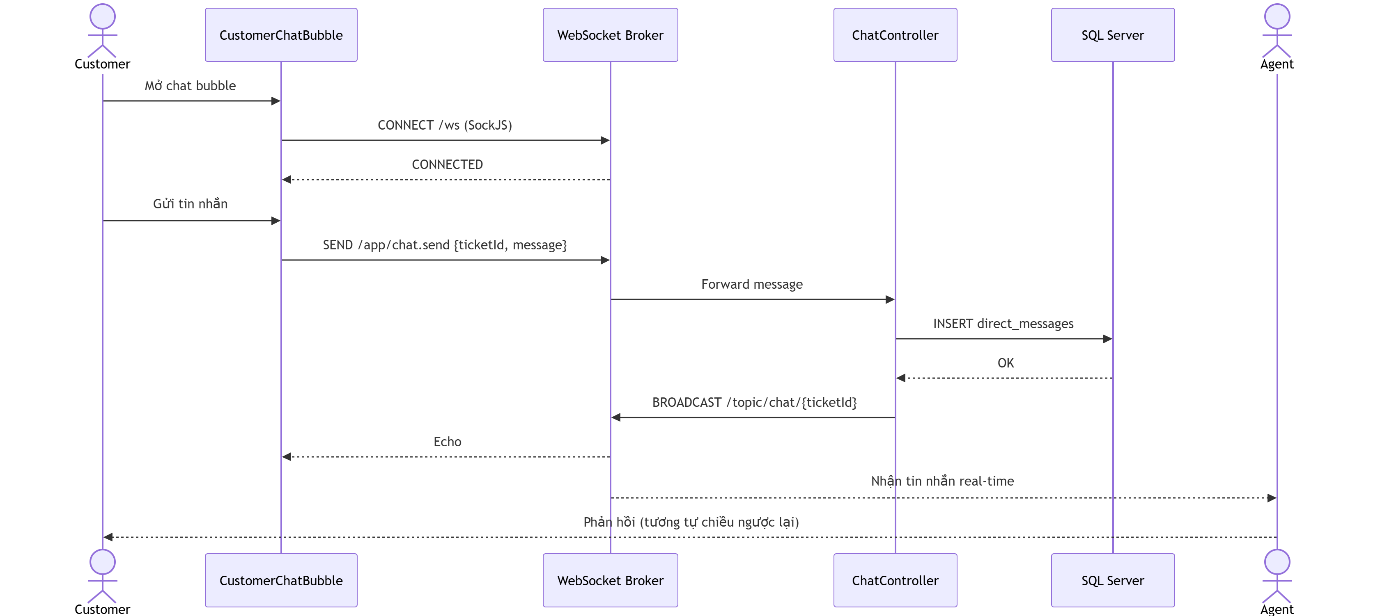 CustomerChatBubble
WebSocket Broker
ChatController
SQL Server
Customer
Agent
Mở chat bubble
CONNECT /ws (SockJS)
CONNECTED
Gửi tin nhắn
SEND /app/chat.send {ticketId, message}
Forward message
INSERT direct_messages
OK
BROADCAST /topic/chat/{ticketId}
Echo
Nhận tin nhắn real-time
Phản hồi (tương tự chiều ngược lại)
CustomerChatBubble
WebSocket Broker
ChatController
SQL Server
Customer
Agent